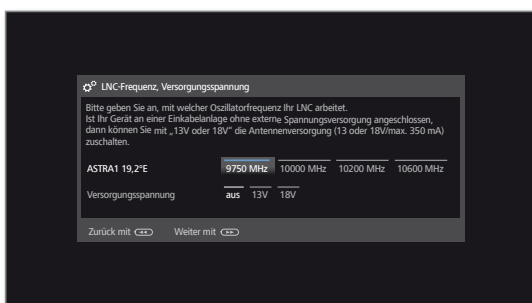 LNC-Frequenz, Versorgungsspannung
Bitte geben Sie an, mit welcher Oszillatorfrequenz Ihr LNC arbeitet.
Ist Ihr Gerät an einer Einkabelanlage ohne externe Spannungsversorgung angeschlossen,
dann können Sie mit „13V oder 18V“ die Antennenversorgung (13 oder 18V/max. 350 mA)
zuschalten.
ASTRA1 19,2°E 9750 MHz 10000 MHz 10200 MHz 10600 MHz
Versorgungsspannung aus 13V 18V
Zurück mit Weiter mit